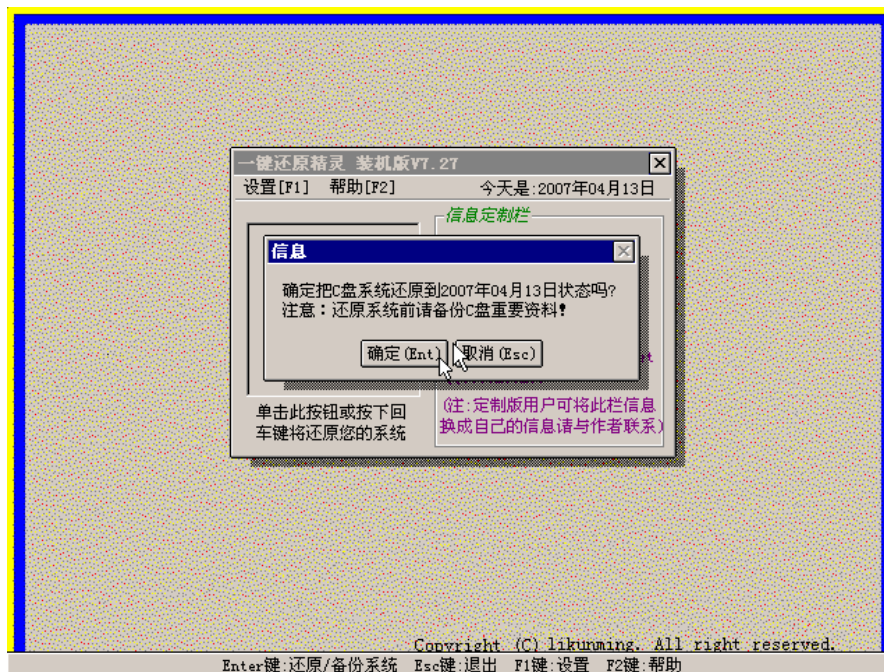 一键还原精灵 装机版V7.27
设置[F1] 帮助[F2] 今天是:2007年04月13日
信息定制栏
信息
确定把C盘系统还原到2007年04月13日状态吗?
注意：还原系统前请备份C盘重要资料!
确定(Ent) 取消(Esc)
单击此按钮或按下回
车键将还原您的系统
(注:定制版用户可将此栏信息
换成自己的信息请与作者联系)
Copyright (C) likunming. All right reserved.
Enter键:还原/备份系统 Esc键:退出 F1键:设置 F2键:帮助